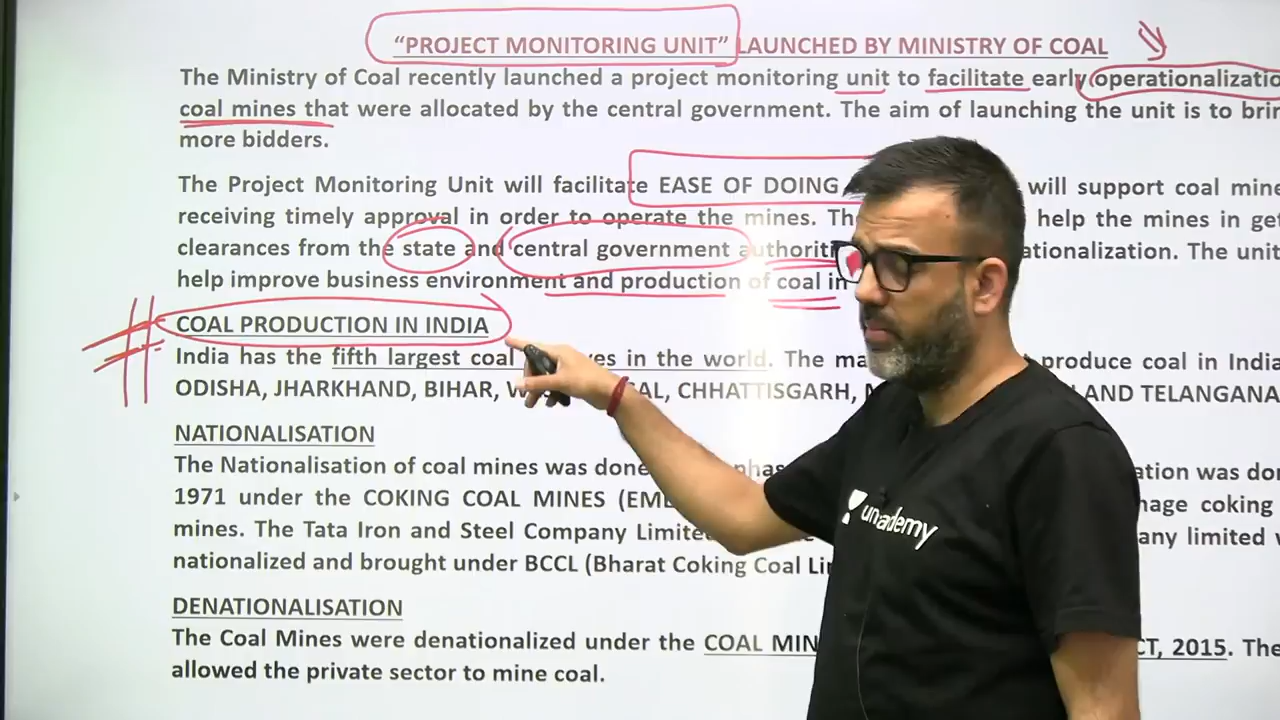 “PROJECT MONITORING UNIT” LAUNCHED BY MINISTRY OF COAL
The Ministry of Coal recently launched a project monitoring unit to facilitate early operationalizatio
coal mines that were allocated by the central government. The aim of launching the unit is to brin
more bidders.
The Project Monitoring Unit will facilitate EASE OF DOING will support coal mine
receiving timely approval in order to operate the mines. Th help the mines in get
clearances from the state and central government authoriti ationalization. The unit
help improve business environment and production of coal in
COAL PRODUCTION IN INDIA
India has the fifth largest coal ves in the world. The ma produce coal in India
ODISHA, JHARKHAND, BIHAR, W AL, CHHATTISGARH, M AND TELANGANA
NATIONALISATION
The Nationalisation of coal mines was done phas ation was don
1971 under the COKING COAL MINES (EME nage coking
mines. The Tata Iron and Steel Company Limite any limited
nationalized and brought under BCCL (Bharat Coking Coal Li
DENATIONALISATION
The Coal Mines were denationalized under the COAL MIN CT, 2015. The
allowed the private sector to mine coal.
unacademy